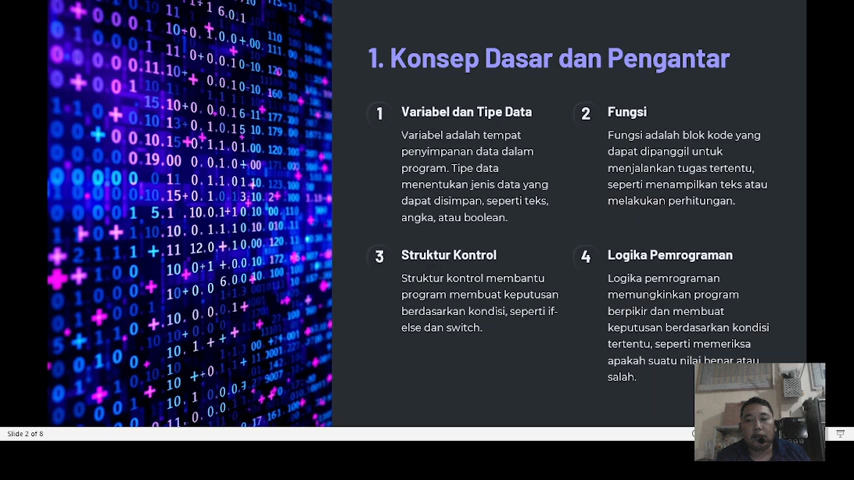 1. Konsep Dasar dan Pengantar
1
Variabel dan Tipe Data
Variabel adalah tempat
penyimpanan data dalam
program. Tipe data
menentukan jenis data yang
dapat disimpan, seperti teks,
angka, atau boolean.
2
Fungsi
Fungsi adalah blok kode yang
dapat dipanggil untuk
menjalankan tugas tertentu,
seperti menampilkan teks atau
melakukan perhitungan.
3
Struktur Kontrol
Struktur kontrol membantu
program membuat keputusan
berdasarkan kondisi, seperti if-
else dan switch.
4
Logika Pemrograman
Logika pemrograman
memungkinkan program
berpikir dan membuat
keputusan berdasarkan kondisi
tertentu, seperti memeriksa
apakah suatu nilai benar atau
salah.
Slide 2 of 8